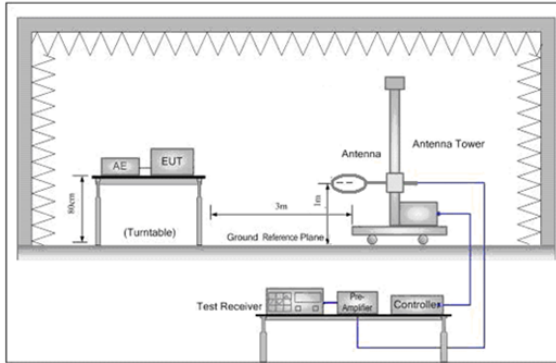 AE
EUT
80cm
(Turntable)
3m
Antenna
Antenna Tower
1m
Ground Reference Plane
Test Receiver
Pre-
Amplifier
Controller